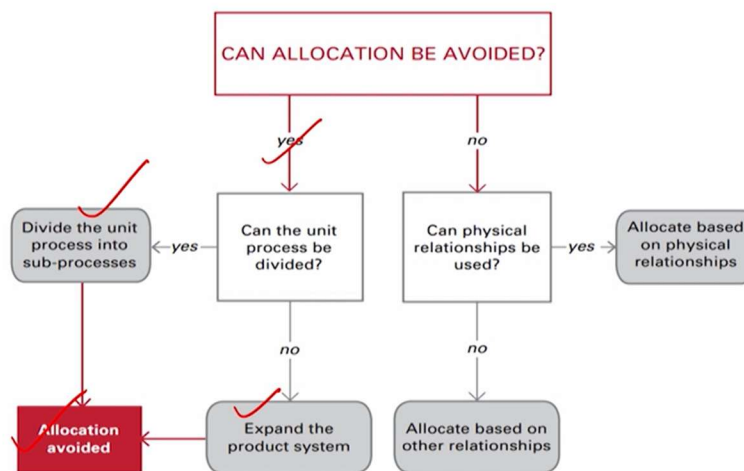 CAN ALLOCATION BE AVOIDED?
yes
no
Divide the unit
process into
sub-processes
yes
Can the unit
process be
divided?
Can physical
relationships be
used?
yes
Allocate based
on physical
relationships
no
no
Allocation
avoided
Expand the
product system
Allocate based on
other relationships